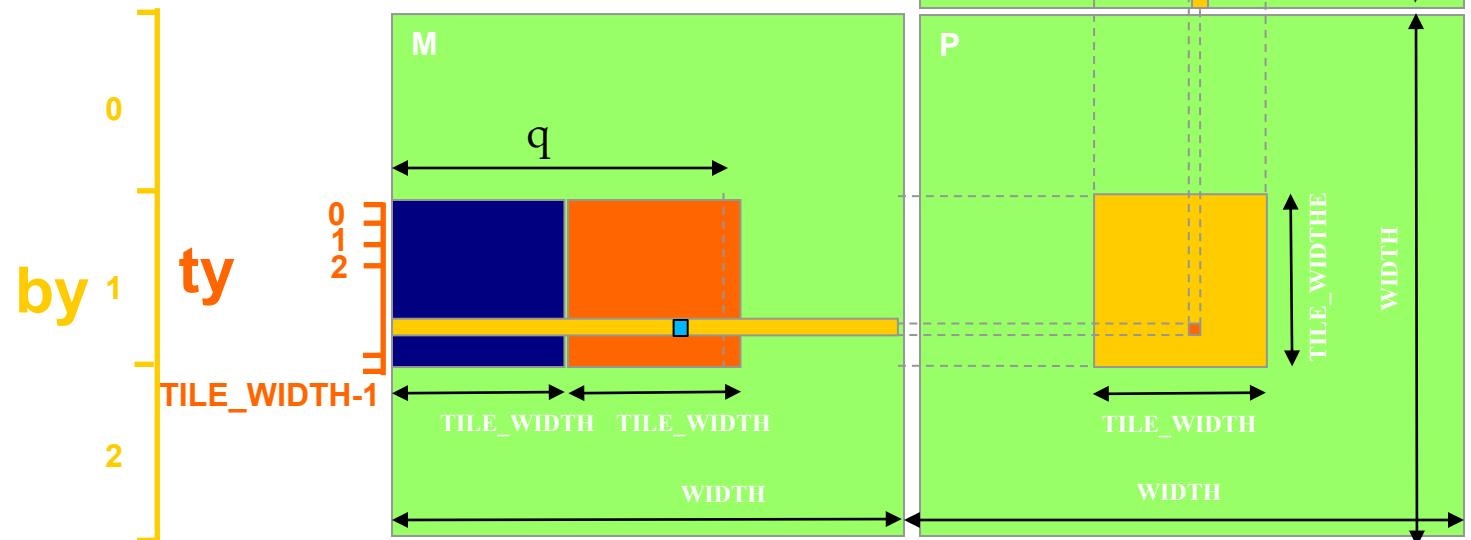 M
P
0
q
0
1
2
ty
by
1
TILE_WIDTHE
WIDTH
TILE_WIDTH-1
TILE_WIDTH
TILE_WIDTH
TILE_WIDTH
2
WIDTH
WIDTH